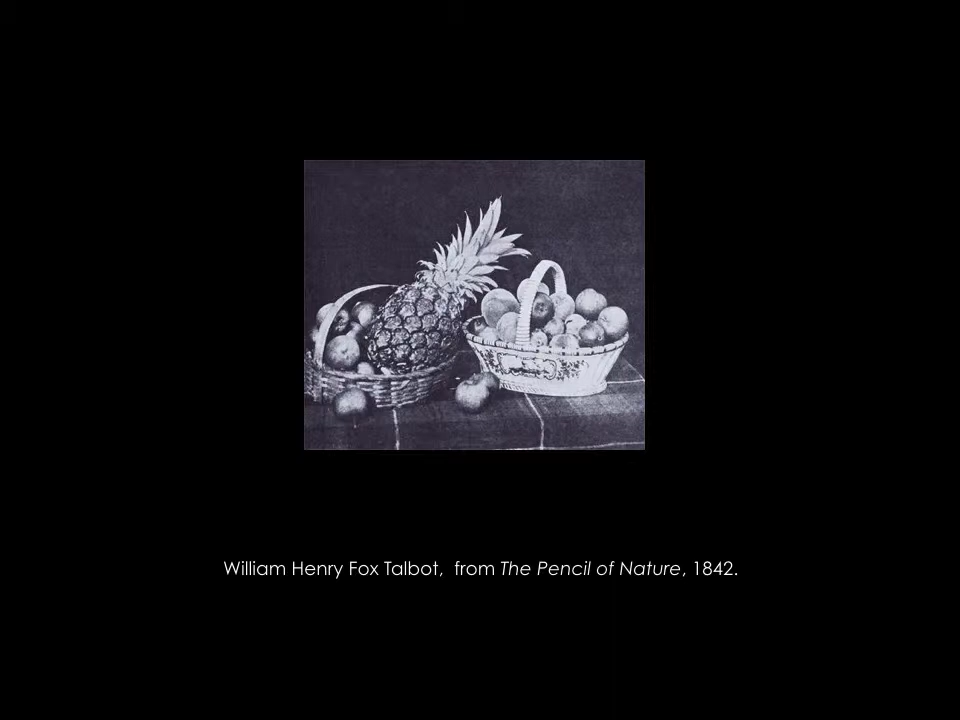 William Henry Fox Talbot, from The Pencil of Nature, 1842.